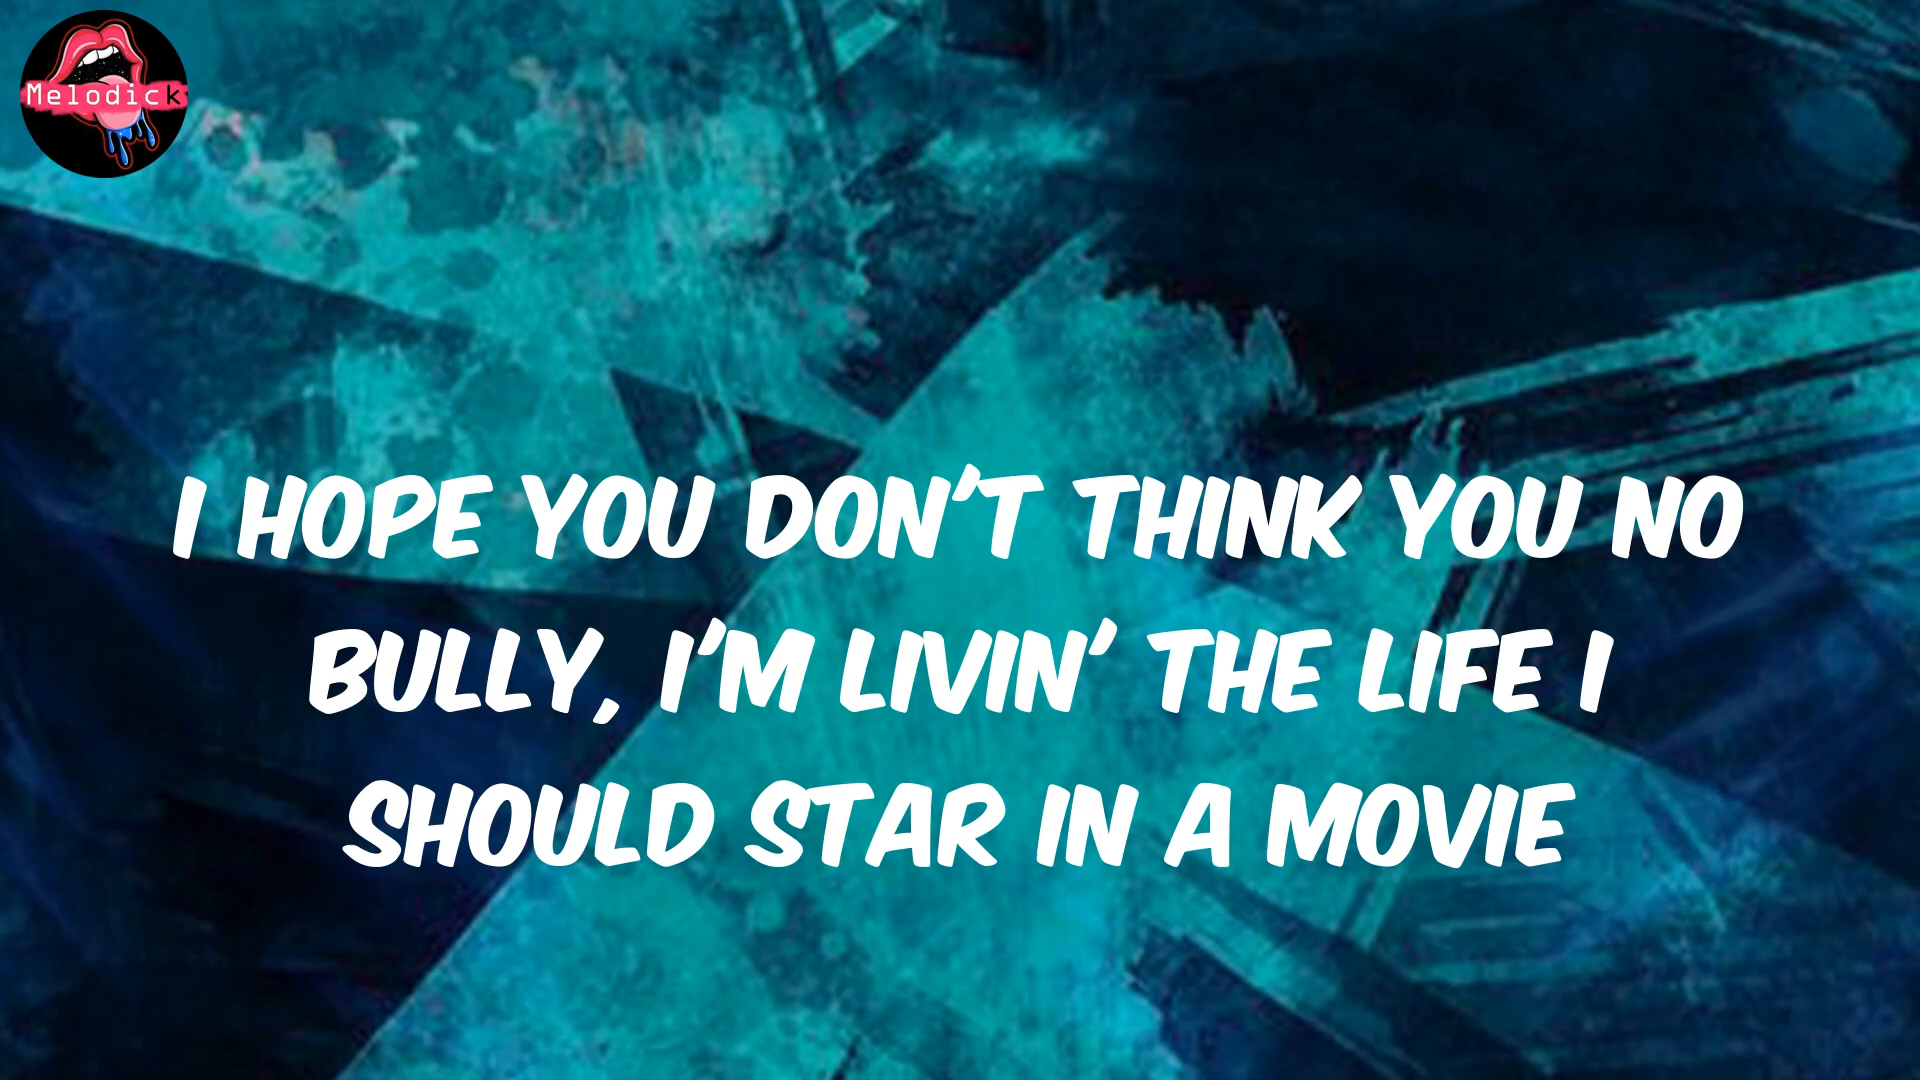 Melodick
I HOPE YOU DON'T THINK YOU NO
BULLY, I'M LIVIN' THE LIFE I
SHOULD STAR IN A MOVIE